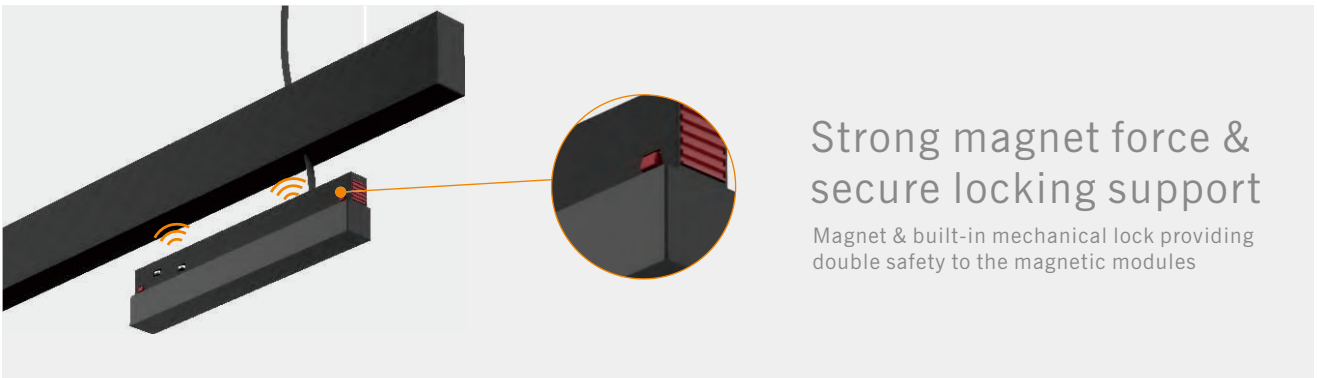 Strong magnet force &
secure locking support
Magnet & built-in mechanical lock providing
double safety to the magnetic modules